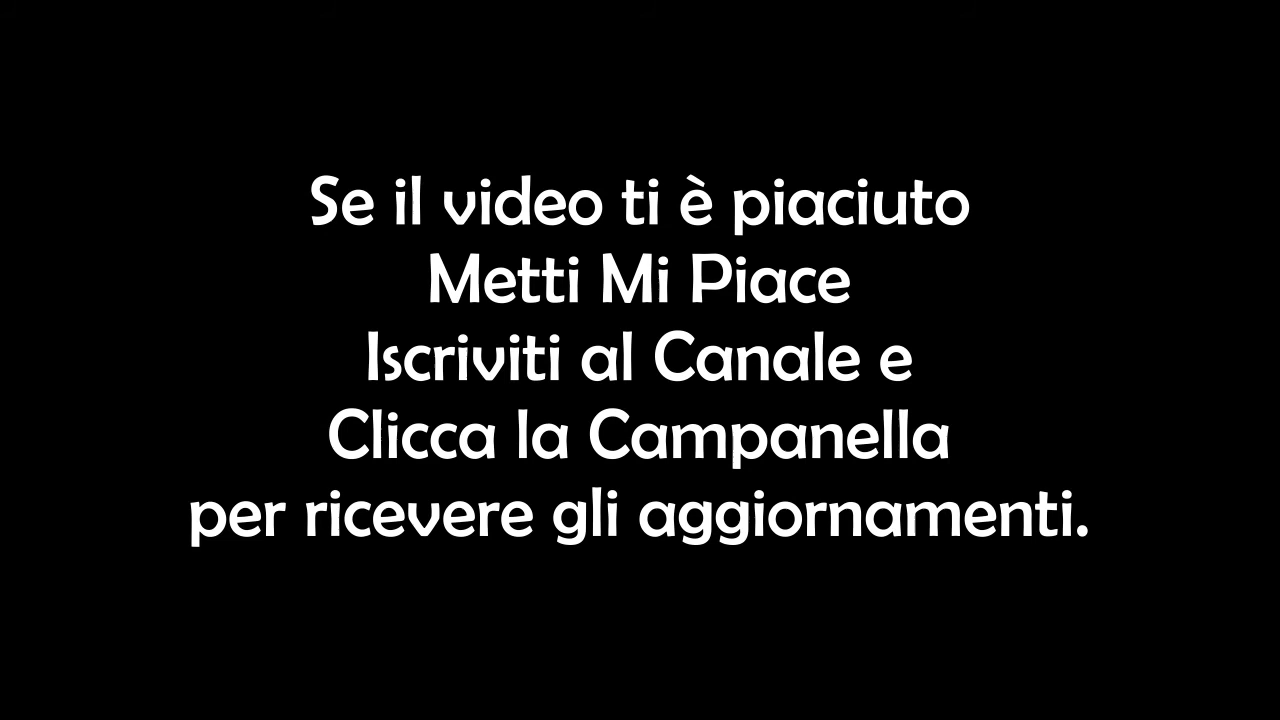 Se il video ti è piaciuto
Metti Mi Piace
Iscriviti al Canale e
Clicca la Campanella
per ricevere gli aggiornamenti.